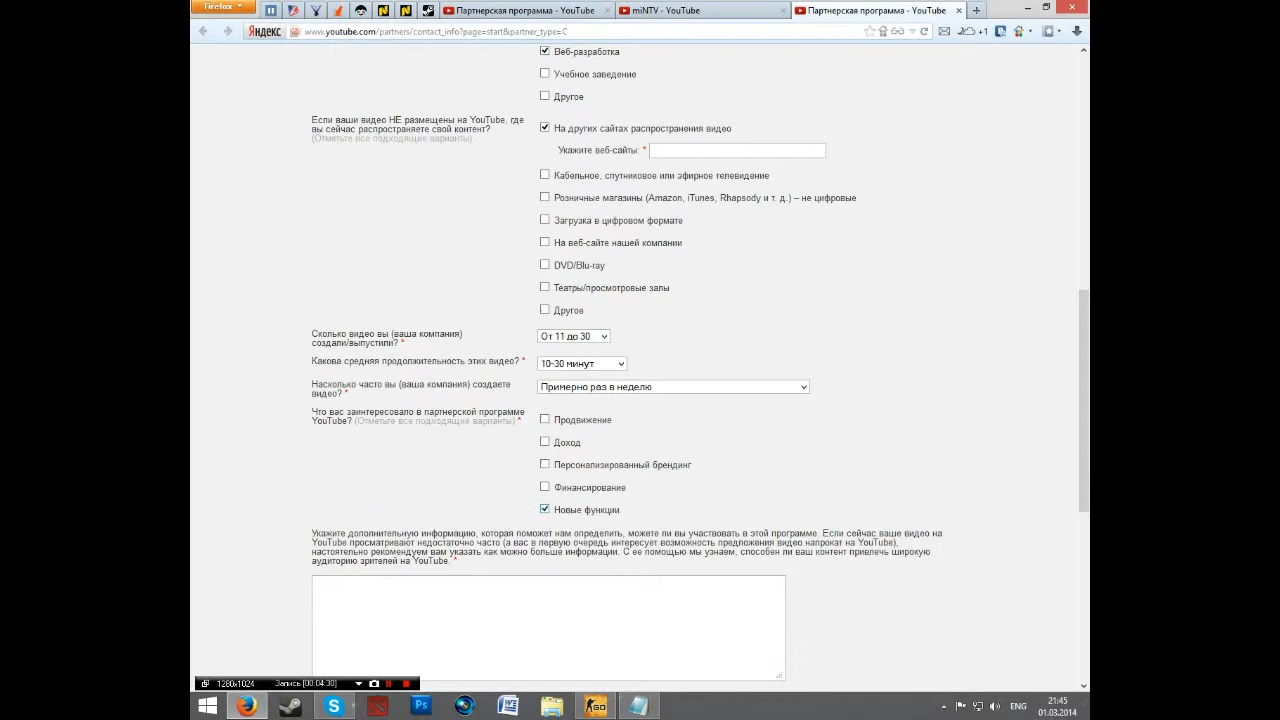 Firefox
Партнерская программа - YouTube
miNTV - YouTube
Партнерская программа - YouTube
Яндекс
www.youtube.com/partners/contact_info?page=start&partner_type=C
+1
Веб-разработка
Учебное заведение
Другое
Если ваши видео НЕ размещены на YouTube, где
вы сейчас распространяете свой контент?
(Отметьте все подходящие варианты)
На других сайтах распространения видео
Укажите веб-сайты: *
Кабельное, спутниковое или эфирное телевидение
Розничные магазины (Amazon, iTunes, Rhapsody и т. д.) – не цифровые
Загрузка в цифровом формате
На веб-сайте нашей компании
DVD/Blu-ray
Театры/просмотровые залы
Другое
Сколько видео вы (ваша компания)
создали/выпустили? *
От 11 до 30
Какова средняя продолжительность этих видео? *
10-30 минут
Насколько часто вы (ваша компания) создаете
видео? *
Примерно раз в неделю
Что вас заинтересовало в партнерской программе
YouTube? (Отметьте все подходящие варианты) *
Продвижение
Доход
Персонализированный брендинг
Финансирование
Новые функции
Укажите дополнительную информацию, которая поможет нам определить, можете ли вы участвовать в этой программе. Если сейчас ваше видео на
YouTube просматривают недостаточно часто (а вас в первую очередь интересует возможность предложения видео напрокат на YouTube),
настоятельно рекомендуем вам указать как можно больше информации. С ее помощью мы узнаем, способен ли ваш контент привлечь широкую
аудиторию зрителей на YouTube. *
1280x1024
Запись [00:04:30]
Ps
GO
ENG
21:45
01.03.2014